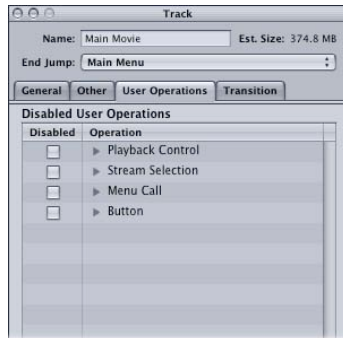 Track
Name: Main Movie Est. Size: 374.8 MB
End Jump: Main Menu
General Other User Operations Transition
Disabled User Operations
Disabled Operation
Playback Control
Stream Selection
Menu Call
Button